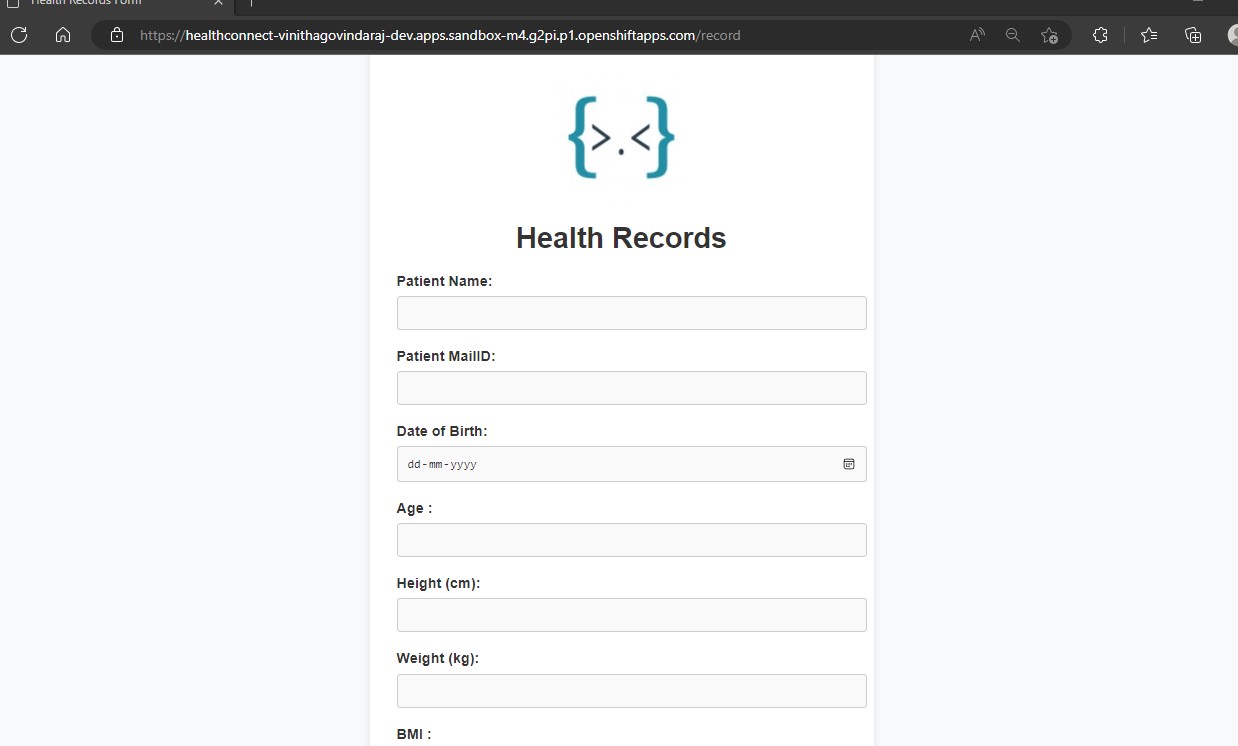 Health Records Form
https://healthconnect-vinithagovindaraj-dev.apps.sandbox-m4.g2pi.p1.openshiftapps.com/record
{>.<}
Health Records
Patient Name:
Patient MailID:
Date of Birth:
dd-mm-yyyy
Age :
Height (cm):
Weight (kg):
BMI :